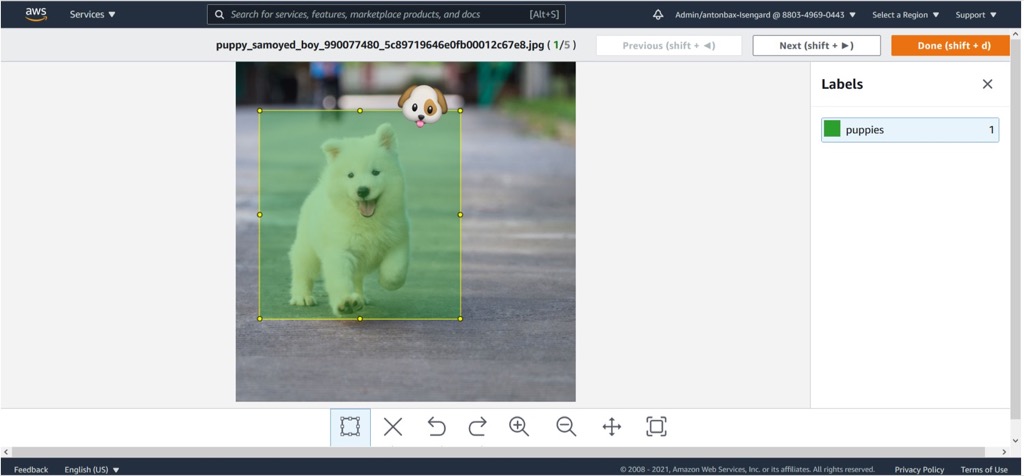 aws Services ▼ Search for services, features, marketplace products, and docs [Alt+S] Admin/antonbax-Isengard @ 8803-4969-0443 ▼ Select a Region ▼ Support ▼
puppy_samoyed_boy_990077480_5c89719646e0fb00012c67e8.jpg ( 1/5 ) Previous (shift + ◄) Next (shift + ►) Done (shift + d)
Labels
puppies 1
Feedback English (US) ▼ © 2008 - 2021, Amazon Web Services, Inc. or its affiliates. All rights reserved. Privacy Policy Terms of Use